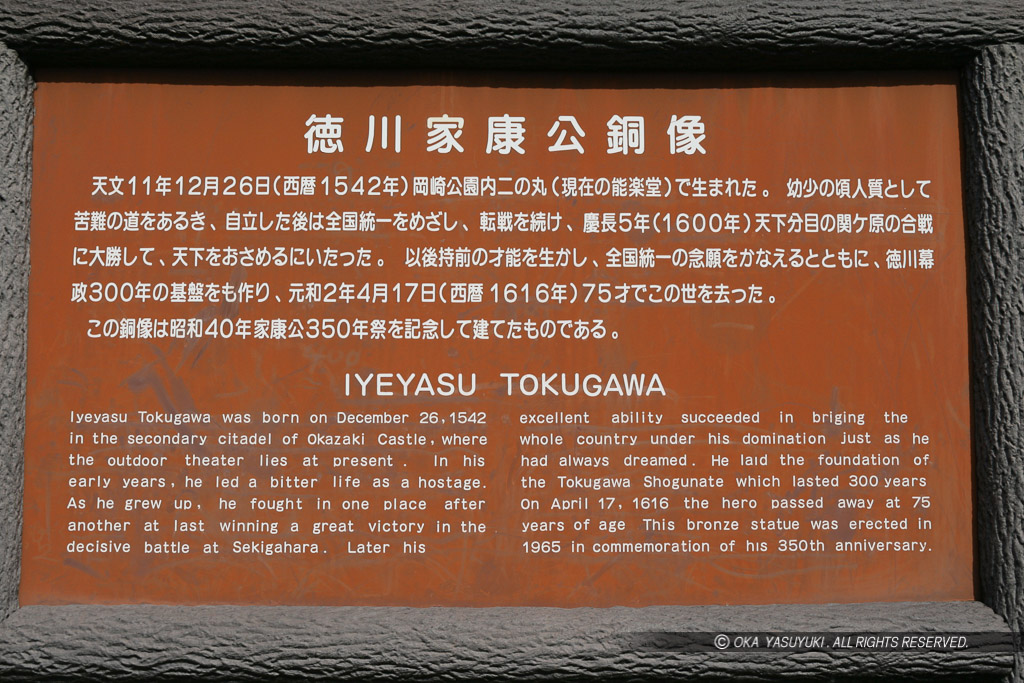 徳川家康公銅像
天文11年12月26日(西暦1542年)岡崎公園内二の丸(現在の能楽堂)で生まれた。 幼少の頃人質として
苦難の道をあるき、自立した後は全国統一をめざし、転戦を続け、慶長5年(1600年)天下分目の関ケ原の合戦
に大勝して、天下をおさめるにいたった。 以後持前の才能を生かし、全国統一の念願をかなえるとともに、徳川幕
政300年の基盤をも作り、元和2年4月17日(西暦1616年)75才でこの世を去った。
この銅像は昭和40年家康公350年祭を記念して建てたものである。
IYEYASU TOKUGAWA
Iyeyasu Tokugawa was born on December 26,1542
in the secondary citadel of Okazaki Castle, where
the outdoor theater lies at present. In his
early years, he led a bitter life as a hostage.
As he grew up, he fought in one place after
another at last winning a great victory in the
decisive battle at Sekigahara. Later his
excellent ability succeeded in briging the
whole country under his domination just as he
had always dreamed. He laid the foundation of
the Tokugawa Shogunate which lasted 300 years
On April 17, 1616 the hero passed away at 75
years of age This bronze statue was erected in
1965 in commemoration of his 350th anniversary.
© OKA YASUYUKI. ALL RIGHTS RESERVED.